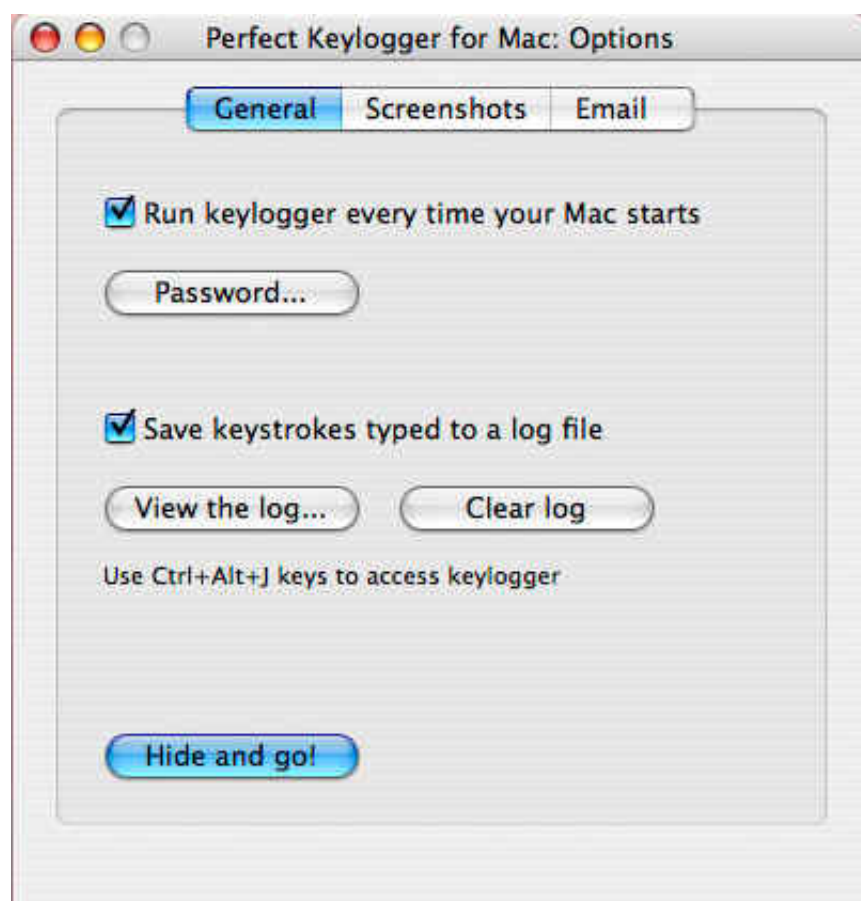 Perfect Keylogger for Mac: Options
General Screenshots Email
Run keylogger every time your Mac starts
Password...
Save keystrokes typed to a log file
View the log... Clear log
Use Ctrl+Alt+J keys to access keylogger
Hide and go!